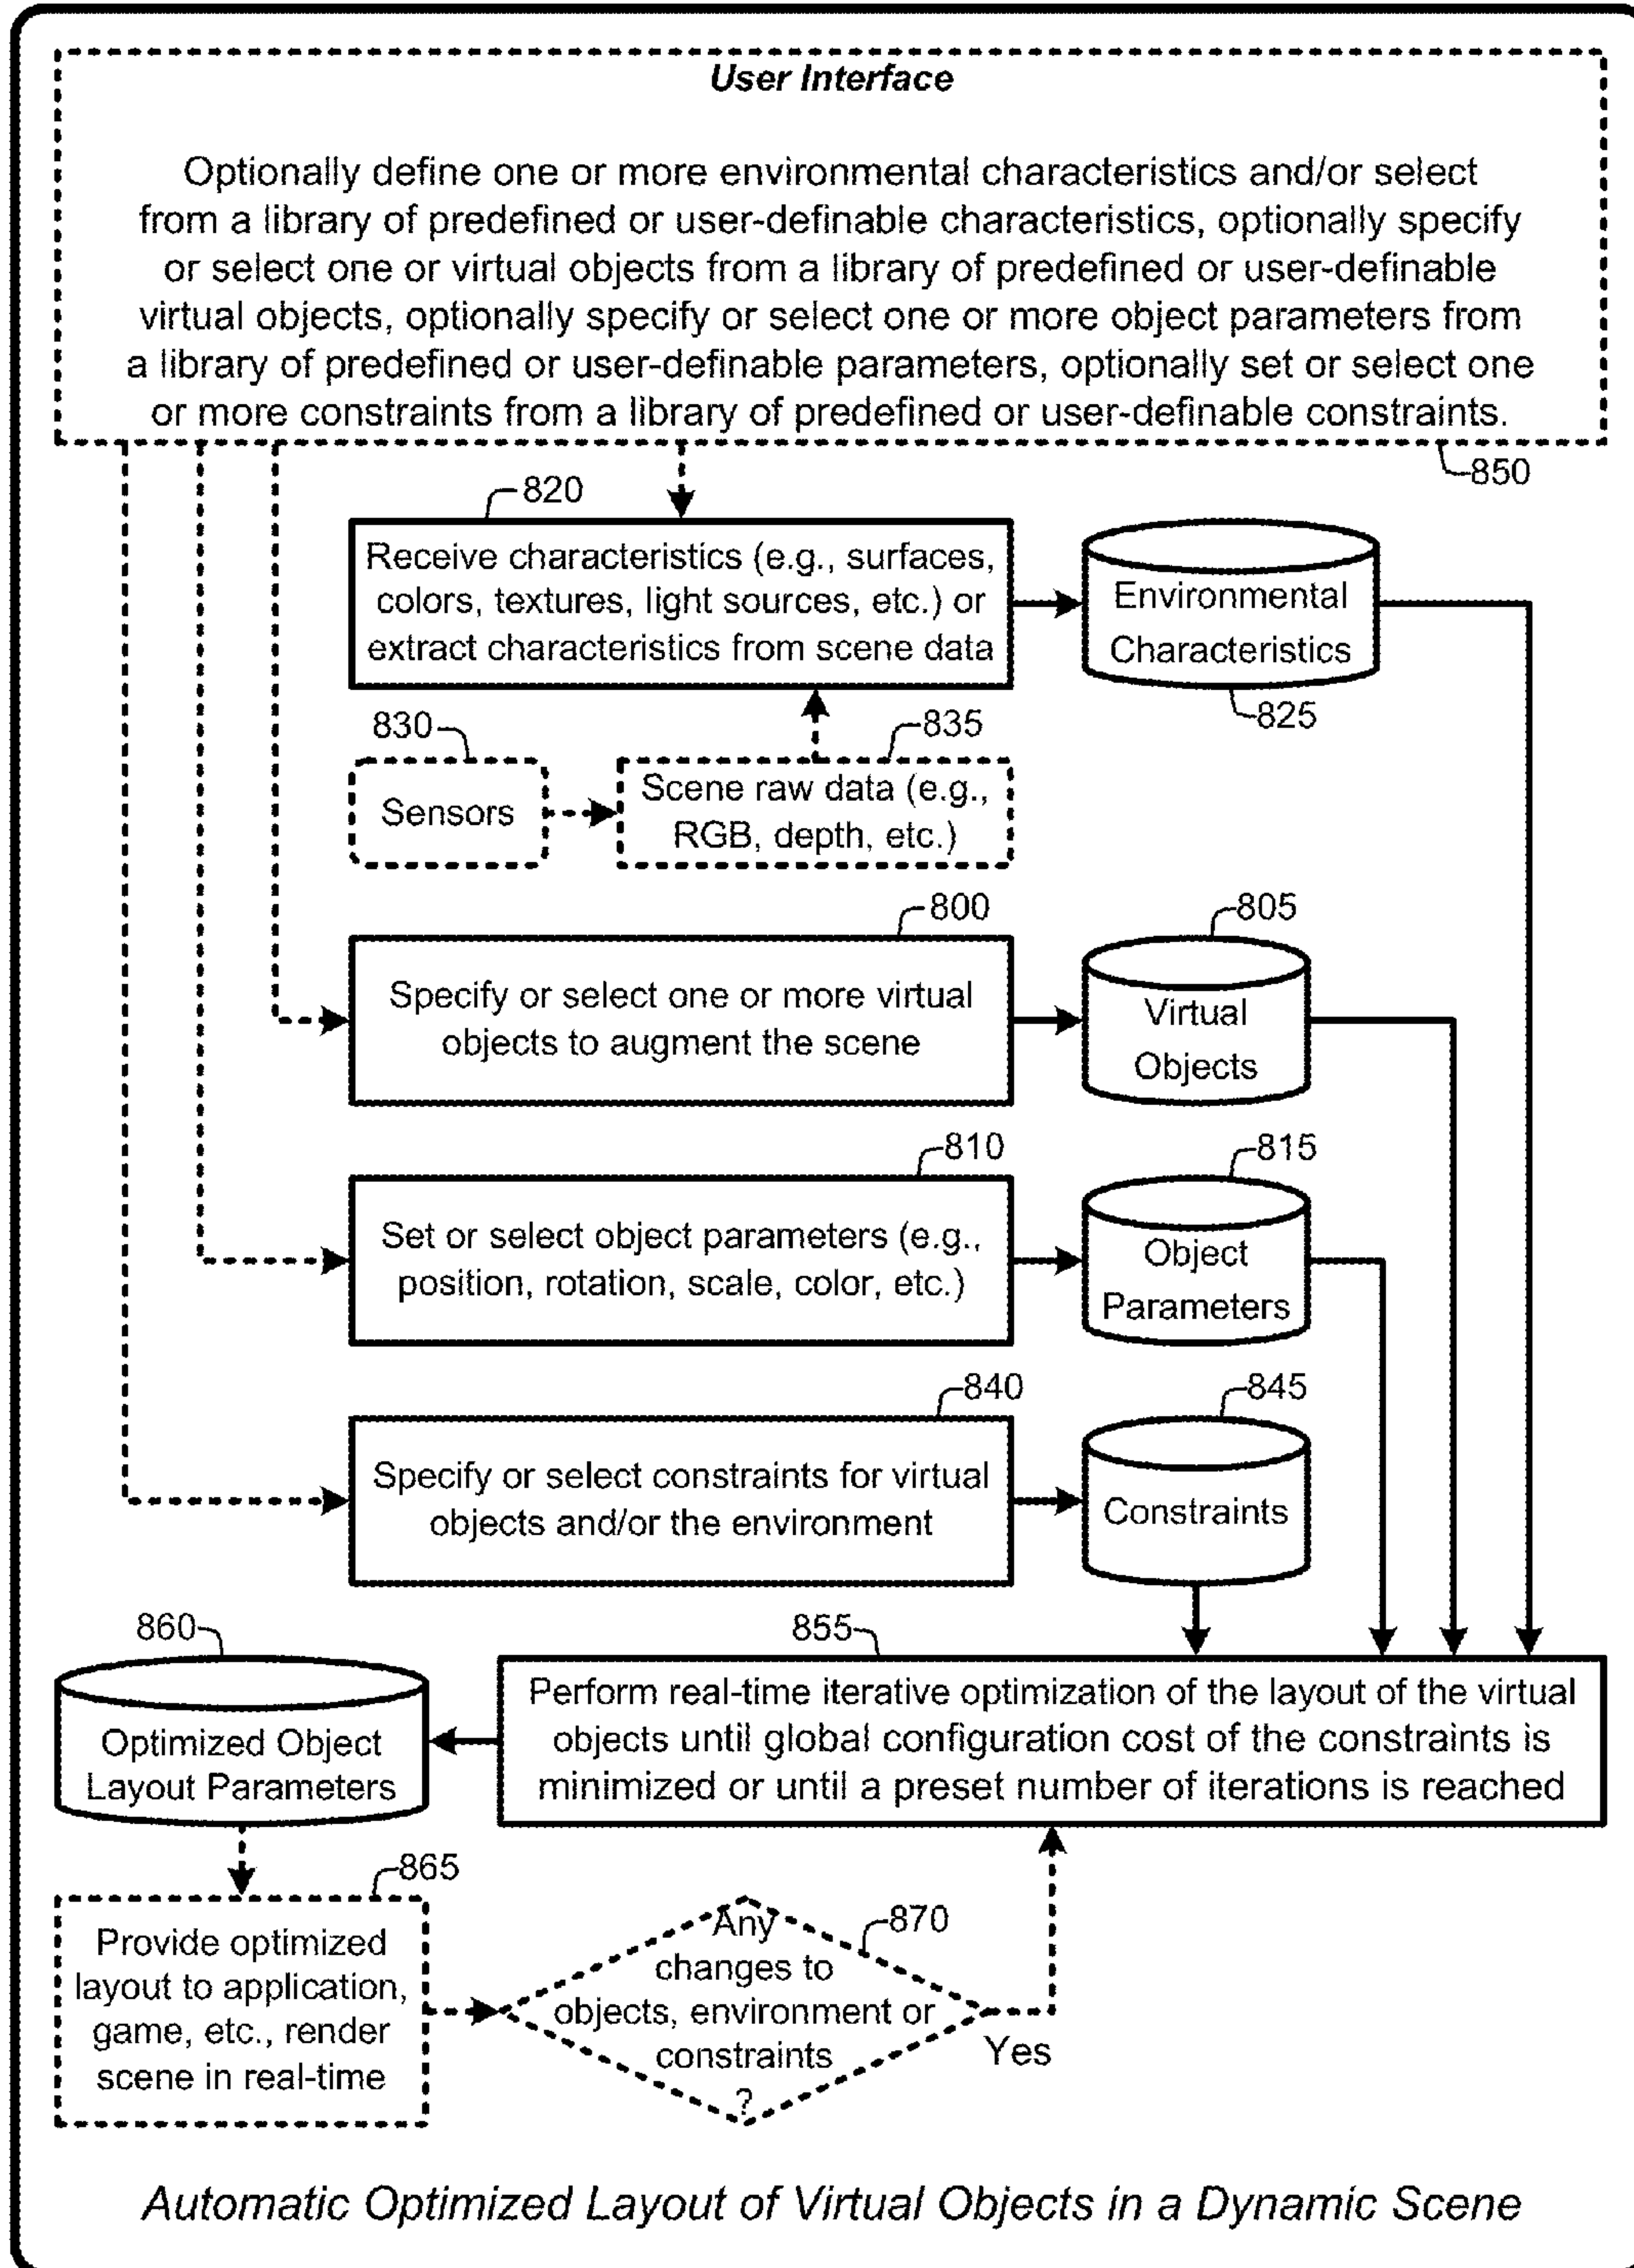 User Interface
Optionally define one or more environmental characteristics and/or select
from a library of predefined or user-definable characteristics, optionally specify
or select one or virtual objects from a library of predefined or user-definable
virtual objects, optionally specify or select one or more object parameters from
a library of predefined or user-definable parameters, optionally set or select one
or more constraints from a library of predefined or user-definable constraints.
850
820
Receive characteristics (e.g., surfaces,
colors, textures, light sources, etc.) or
extract characteristics from scene data
Environmental
Characteristics
825
830
835
Sensors
Scene raw data (e.g.,
RGB, depth, etc.)
800
805
Specify or select one or more virtual
objects to augment the scene
Virtual
Objects
810
815
Set or select object parameters (e.g.,
position, rotation, scale, color, etc.)
Object
Parameters
840
845
Specify or select constraints for virtual
objects and/or the environment
Constraints
860
855
Optimized Object
Layout Parameters
Perform real-time iterative optimization of the layout of the virtual
objects until global configuration cost of the constraints is
minimized or until a preset number of iterations is reached
865
Provide optimized
layout to application,
game, etc., render
scene in real-time
870
Any
changes to
objects, environment or
constraints
?
Yes
Automatic Optimized Layout of Virtual Objects in a Dynamic Scene